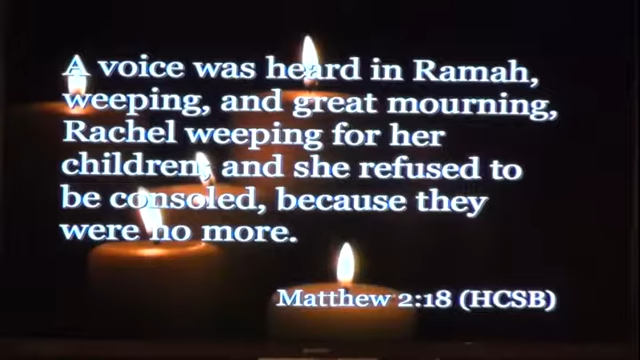 A voice was heard in Ramah,
weeping, and great mourning,
Rachel weeping for her
children, and she refused to
be consoled, because they
were no more.
Matthew 2:18 (HCSB)